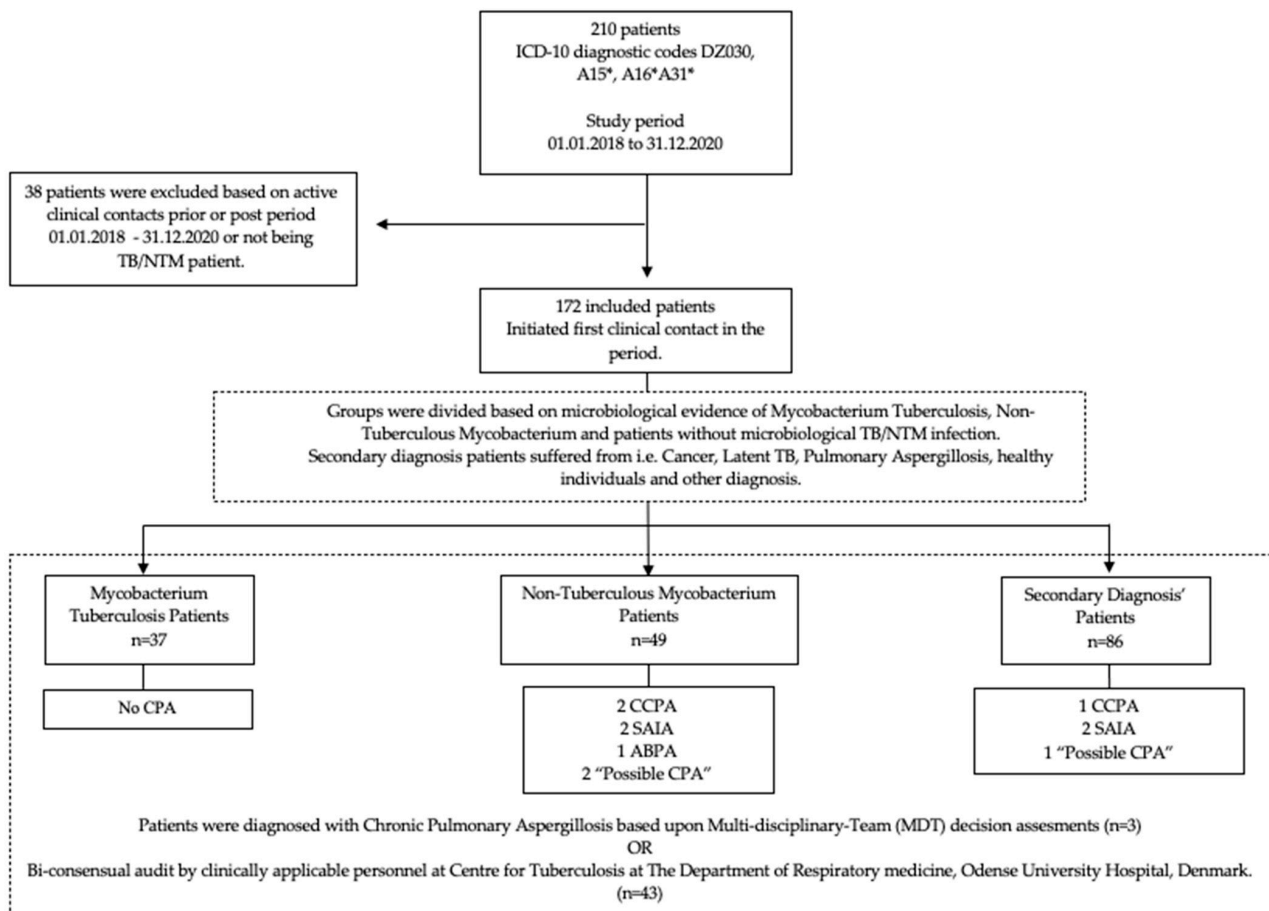 210 patients
ICD-10 diagnostic codes DZ030,
A15*, A16*A31*
Study period
01.01.2018 to 31.12.2020
38 patients were excluded based on active
clinical contacts prior or post period
01.01.2018 - 31.12.2020 or not being
TB/NTM patient.
172 included patients
Initiated first clinical contact in the
period.
Groups were divided based on microbiological evidence of Mycobacterium Tuberculosis, Non-
Tuberculous Mycobacterium and patients without microbiological TB/NTM infection.
Secondary diagnosis patients suffered from i.e. Cancer, Latent TB, Pulmonary Aspergillosis, healthy
individuals and other diagnosis.
Mycobacterium
Tuberculosis Patients
n=37
No CPA
Non-Tuberculous Mycobacterium
Patients
n=49
2 CCPA
2 SAIA
1 ABPA
2 “Possible CPA”
Secondary Diagnosis’
Patients
n=86
1 CCPA
2 SAIA
1 “Possible CPA”
Patients were diagnosed with Chronic Pulmonary Aspergillosis based upon Multi-disciplinary-Team (MDT) decision assesments (n=3)
OR
Bi-consensual audit by clinically applicable personnel at Centre for Tuberculosis at The Department of Respiratory medicine, Odense University Hospital, Denmark.
(n=43)